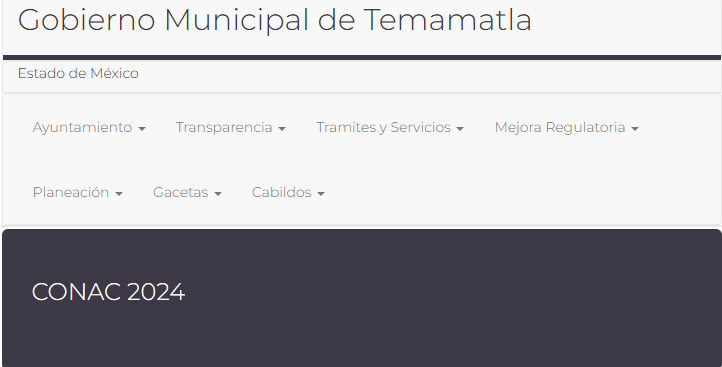 Gobierno Municipal de Temamatla
Estado de México
Ayuntamiento Transparencia Tramites y Servicios Mejora Regulatoria
Planeación Gacetas Cabildos
CONAC 2024